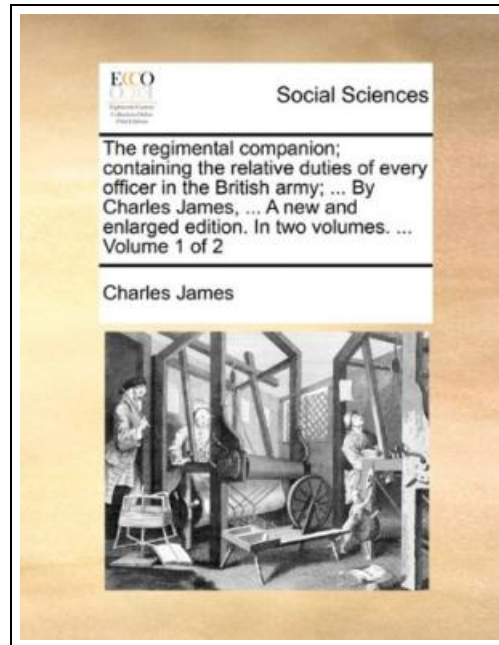 ECCO
Social Sciences
The regimental companion;
containing the relative duties of every
officer in the British army; ... By
Charles James, ... A new and
enlarged edition. In two volumes. ...
Volume 1 of 2
Charles James